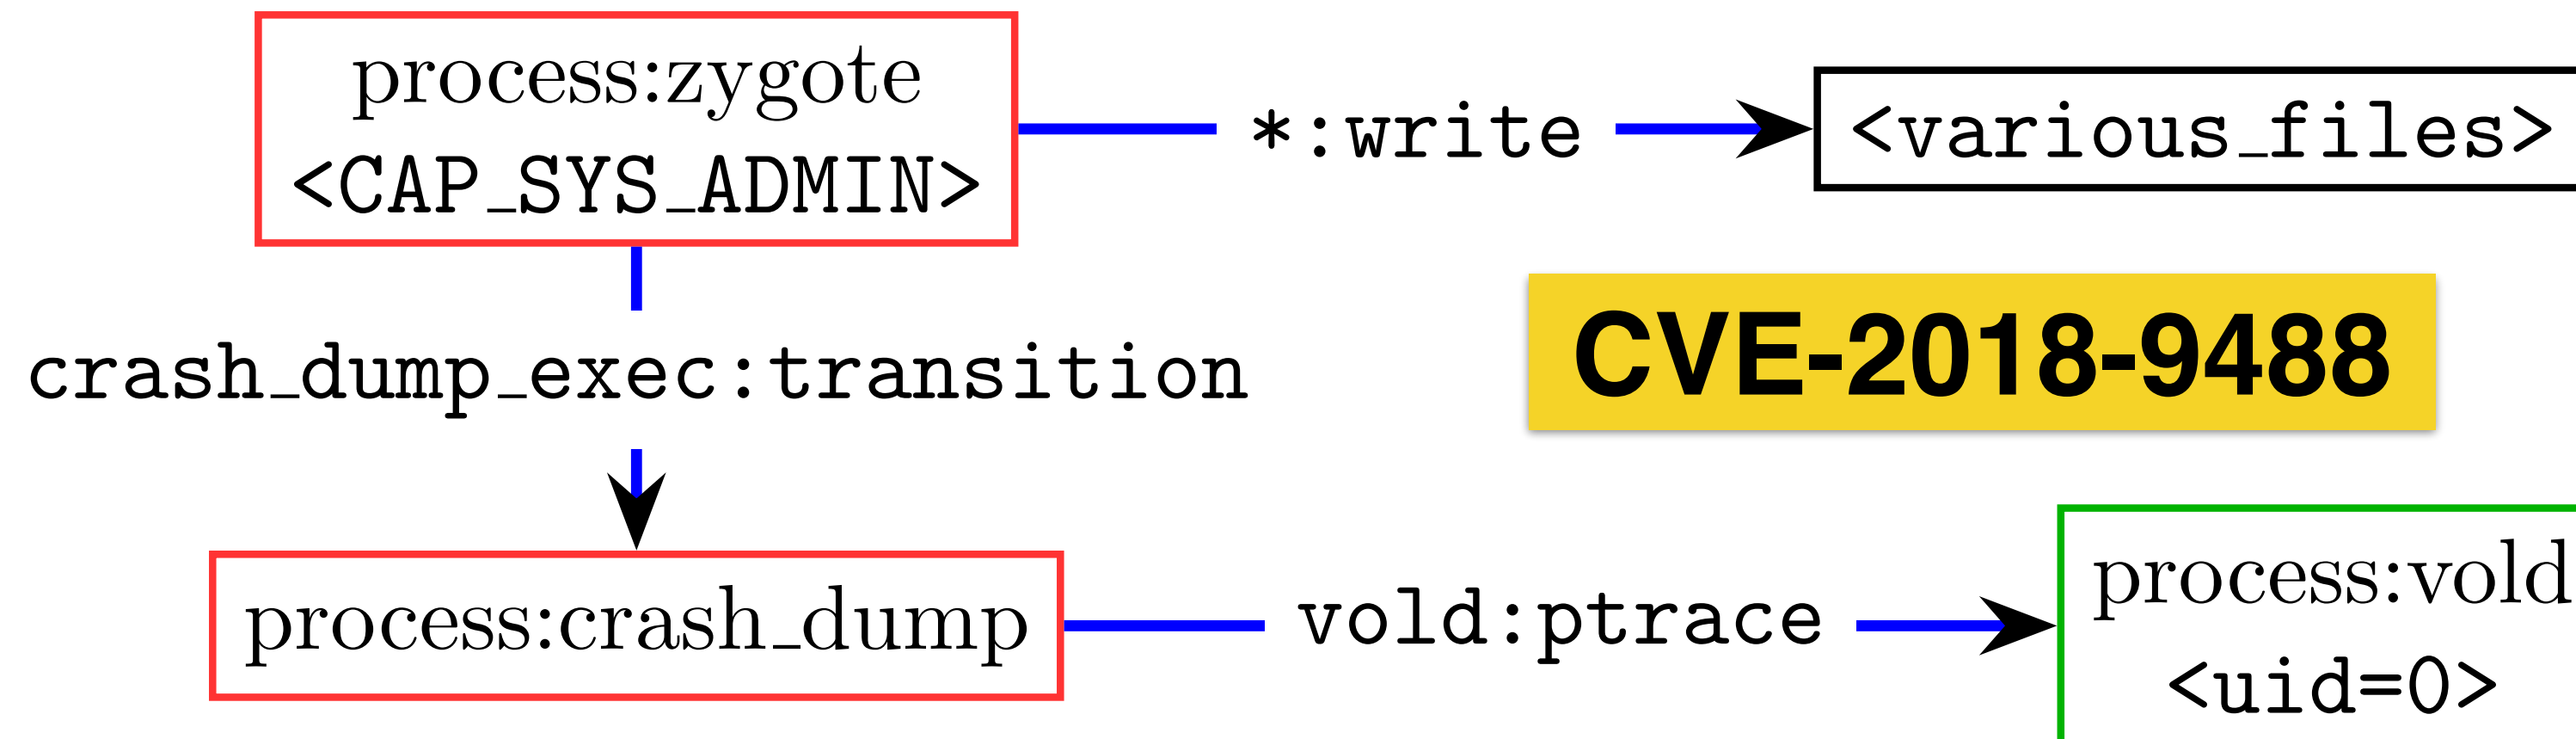 process:zygote
<CAP_SYS_ADMIN>
*:write
<various_files>
crash_dump_exec:transition
CVE-2018-9488
process:crash_dump
vold:ptrace
process:vold
<uid=0>